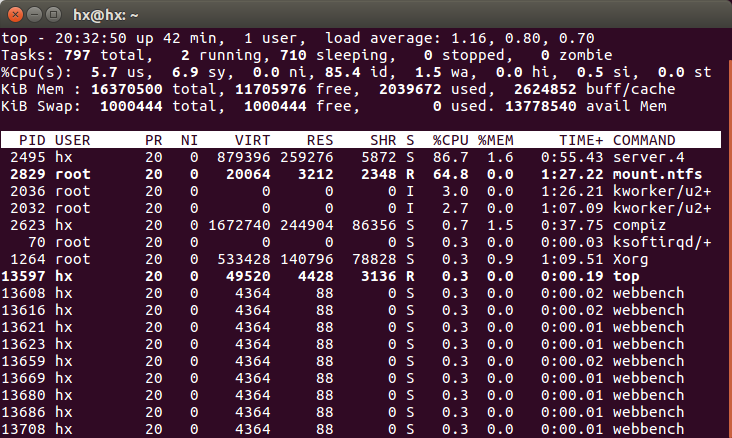 hx@hx: ~
top - 20:32:50 up 42 min,  1 user,  load average: 1.16, 0.80, 0.70
Tasks: 797 total,   2 running, 710 sleeping,   0 stopped,   0 zombie
%Cpu(s):  5.7 us,  6.9 sy,  0.0 ni, 85.4 id,  1.5 wa,  0.0 hi,  0.5 si,  0.0 st
KiB Mem : 16370500 total, 11705976 free,  2039672 used,  2624852 buff/cache
KiB Swap:  1000444 total,  1000444 free,        0 used. 13778540 avail Mem
  PID USER      PR  NI    VIRT    RES    SHR S  %CPU %MEM     TIME+ COMMAND
 2495 hx        20   0  879396 259276   5872 S  86.7  1.6   0:55.43 server.4
 2829 root      20   0   20064   3212   2348 R  64.8  0.0   1:27.22 mount.ntfs
 2036 root      20   0       0      0      0 I   3.0  0.0   1:26.21 kworker/u2+
 2032 root      20   0       0      0      0 I   2.7  0.0   1:07.09 kworker/u2+
 2623 hx        20   0 1672740 244904  86356 S   0.7  1.5   0:37.75 compiz
   70 root      20   0       0      0      0 S   0.3  0.0   0:00.03 ksoftirqd/+
 1264 root      20   0  533428 140796  78828 S   0.3  0.9   1:09.51 Xorg
13597 hx        20   0   49520   4428   3136 R   0.3  0.0   0:00.19 top
13608 hx        20   0    4364     88      0 S   0.3  0.0   0:00.02 webbench
13616 hx        20   0    4364     88      0 S   0.3  0.0   0:00.02 webbench
13621 hx        20   0    4364     88      0 S   0.3  0.0   0:00.01 webbench
13623 hx        20   0    4364     88      0 S   0.3  0.0   0:00.01 webbench
13659 hx        20   0    4364     88      0 S   0.3  0.0   0:00.02 webbench
13669 hx        20   0    4364     88      0 S   0.3  0.0   0:00.01 webbench
13680 hx        20   0    4364     88      0 S   0.3  0.0   0:00.01 webbench
13686 hx        20   0    4364     88      0 S   0.3  0.0   0:00.01 webbench
13708 hx        20   0    4364     88      0 S   0.3  0.0   0:00.01 webbench